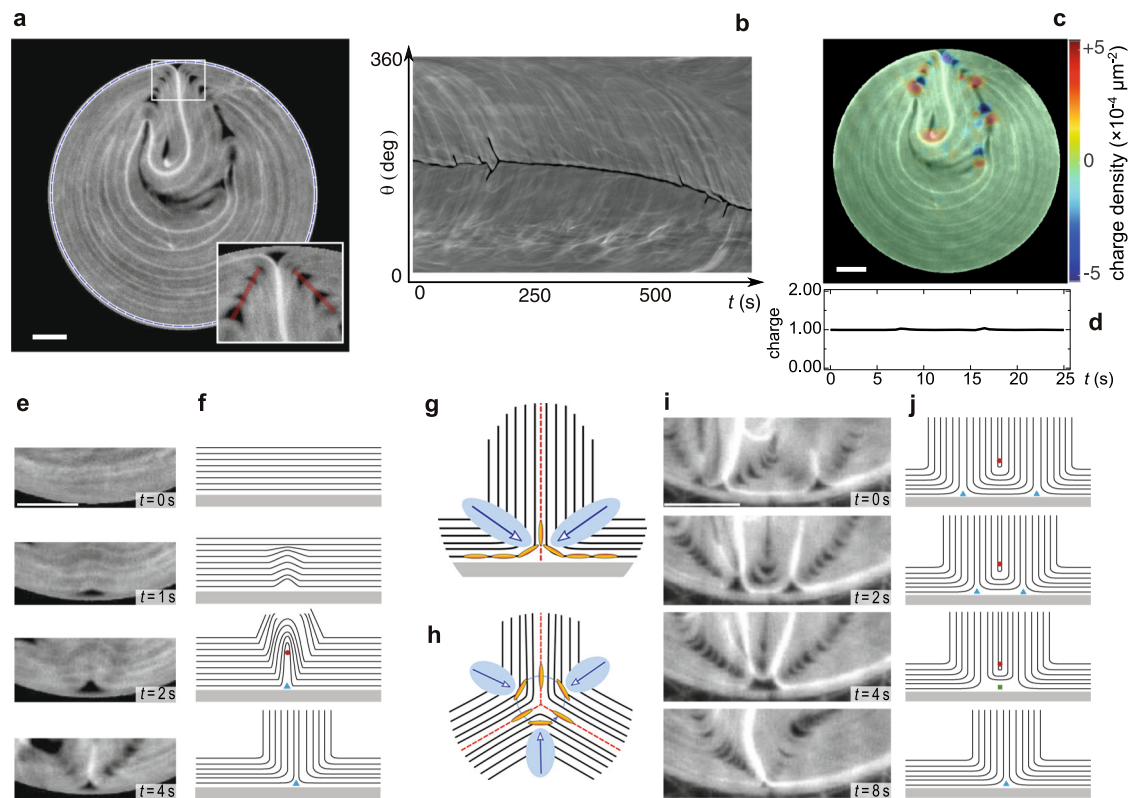 a
b
360
θ (deg)
0
0
250
500
t (s)
c
+5
0
-5
charge density (×10⁻⁴ μm⁻²)
d
2.00
1.00
0.00
charge
0
5
10
15
20
25
t (s)
e
t = 0 s
t = 1 s
t = 2 s
t = 4 s
f
g
h
i
t = 0 s
t = 2 s
t = 4 s
t = 8 s
j